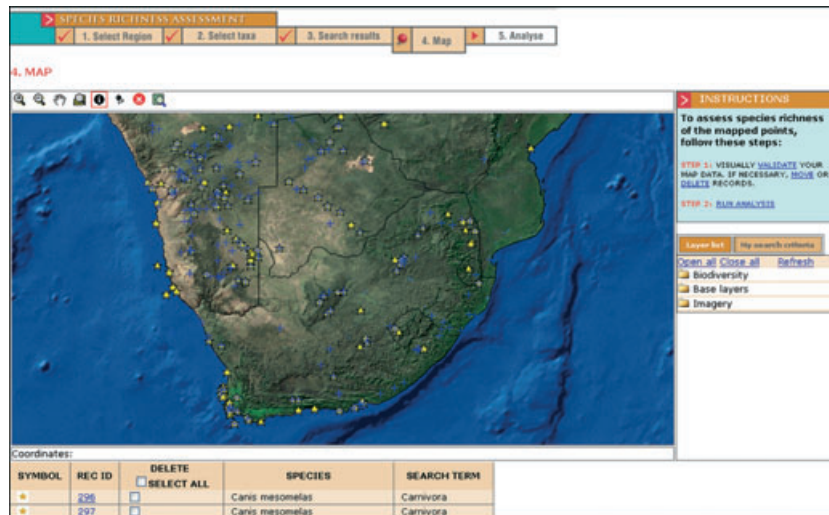 SPECIES RICHNESS ASSESSMENT
1. Select Region
2. Select taxa
3. Search results
4. Map
5. Analyse
4. MAP
INSTRUCTIONS
To assess species richness
of the mapped points,
follow these steps:
STEP 1: VISUALLY VALIDATE YOUR
MAP DATA. IF NECESSARY, MOVE OR
DELETE RECORDS.
STEP 2: RUN ANALYSIS
Layer list
My search criteria
Open all Close all Refresh
Biodiversity
Base layers
Imagery
Coordinates:
SYMBOL REC ID DELETE SELECT ALL SPECIES SEARCH TERM
296 Canis mesomelas Carnivora
297 Canis mesomelas Carnivora